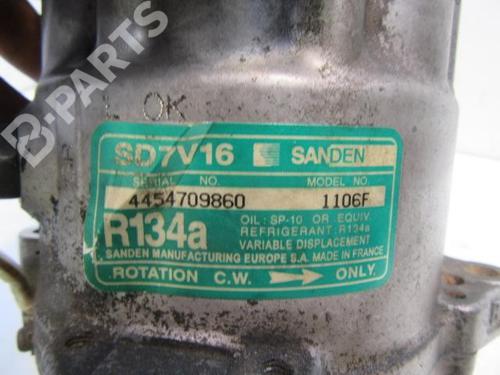 B-PARTS
L OK
SD7V16 SANDEN
SERIAL NO. MODEL NO.
4454709860 1106F
R134a
OIL: SP-10 OR EQUIV.
REFRIGERANT: R134a
VARIABLE DISPLACEMENT
SANDEN MANUFACTURING EUROPE S.A. MADE IN FRANCE
ROTATION C.W. → ONLY.